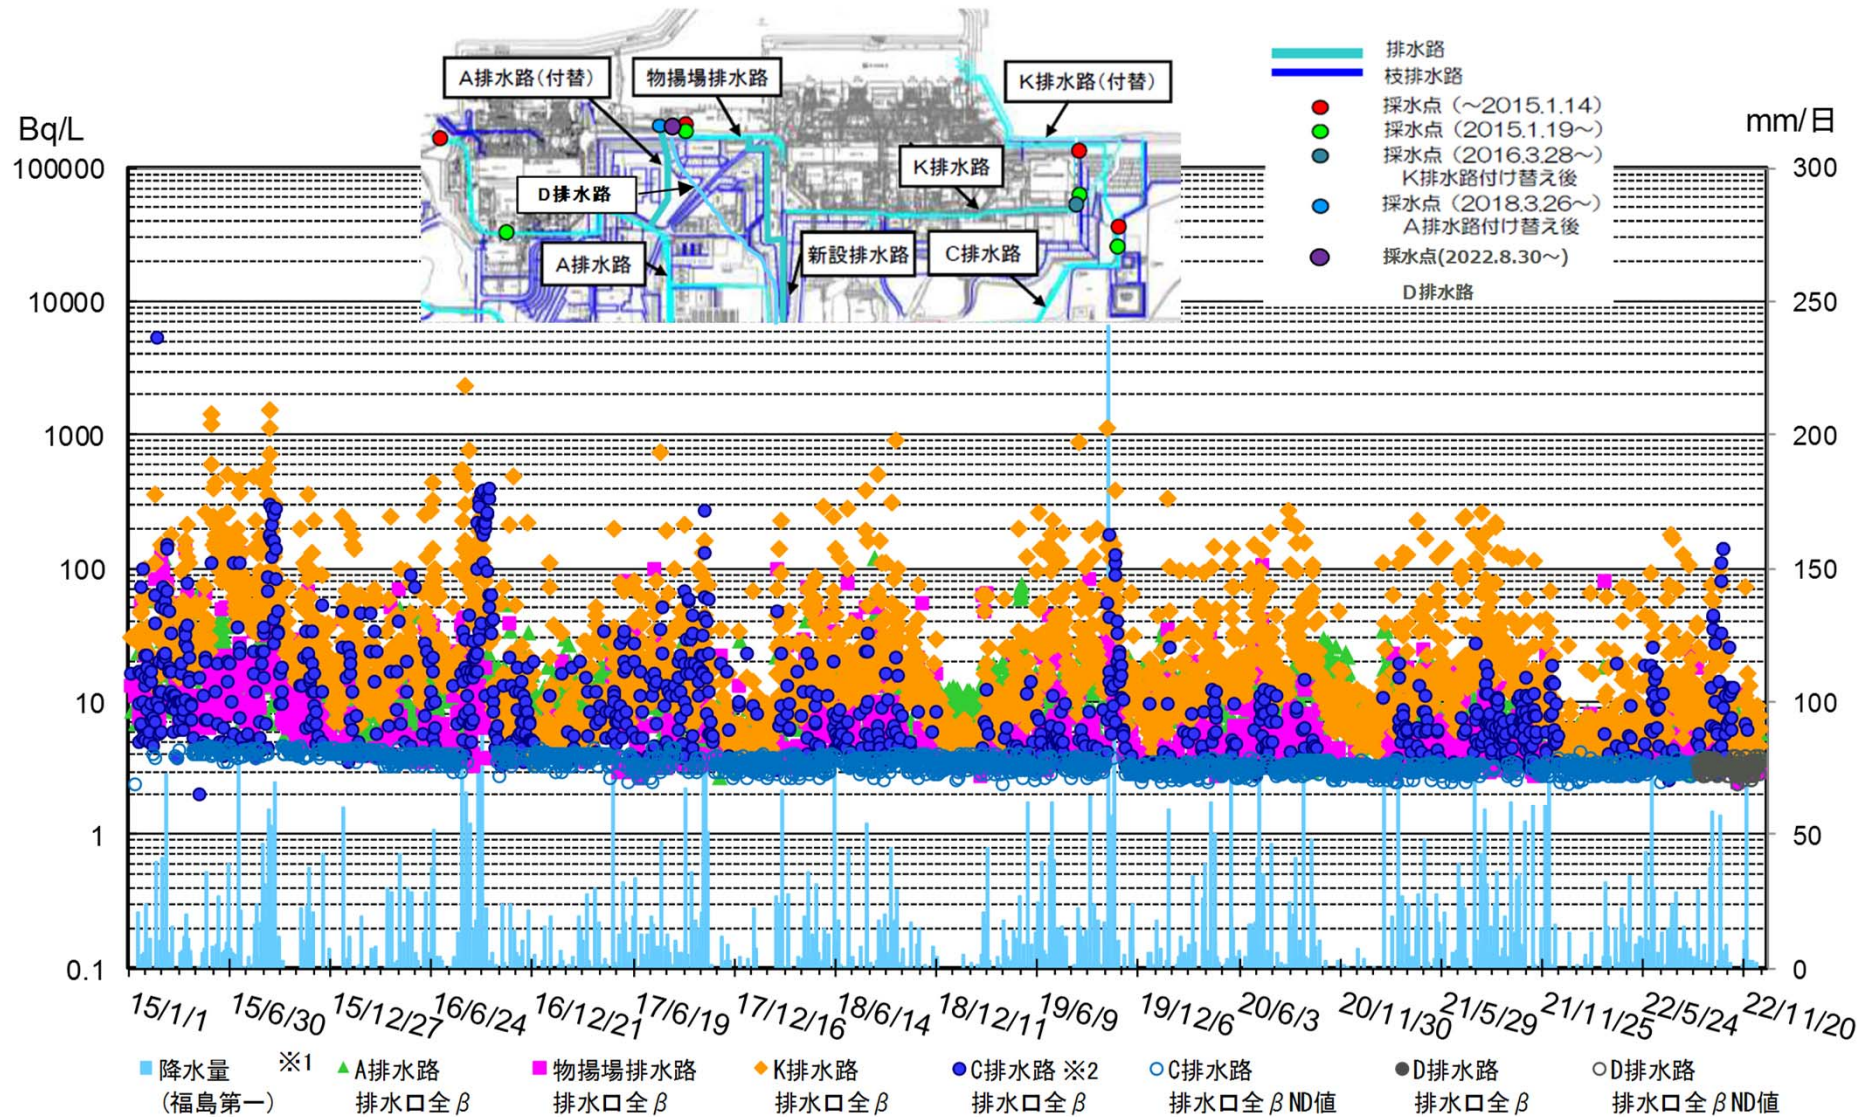 A排水路(付替)
物揚場排水路
K排水路(付替)
K排水路
D排水路
A排水路
新設排水路
C排水路
排水路
枝排水路
採水点(~2015.1.14)
採水点(2015.1.19~)
採水点(2016.3.28~)
K排水路付け替え後
採水点(2018.3.26~)
A排水路付け替え後
採水点(2022.8.30~)
D排水路
Bq/L
mm/日
100000
10000
1000
100
10
1
0.1
300
250
200
150
100
50
0
15/1/1
15/6/30
15/12/27
16/6/24
16/12/21
17/6/19
17/12/16
18/6/14
18/12/11
19/6/9
19/12/6
20/6/3
20/11/30
21/5/29
21/11/25
22/5/24
22/11/20
降水量 ※1
(福島第一)
A排水路
排水口全β
物揚場排水路
排水口全β
K排水路
排水口全β
C排水路 ※2
排水口全β
C排水路
排水口全βND値
D排水路
排水口全β
D排水路
排水口全βND値